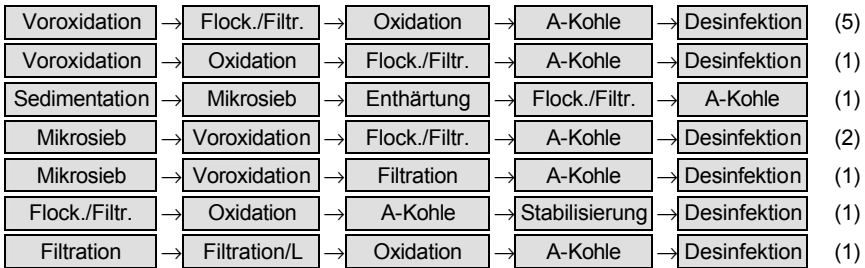 Voroxidation → Flock./Filtr. → Oxidation → A-Kohle → Desinfektion (5)
Voroxidation → Oxidation → Flock./Filtr. → A-Kohle → Desinfektion (1)
Sedimentation → Mikrosieb → Enthärtung → Flock./Filtr. → A-Kohle (1)
Mikrosieb → Voroxidation → Flock./Filtr. → A-Kohle → Desinfektion (2)
Mikrosieb → Voroxidation → Filtration → A-Kohle → Desinfektion (1)
Flock./Filtr. → Oxidation → A-Kohle → Stabilisierung → Desinfektion (1)
Filtration → Filtration/L → Oxidation → A-Kohle → Desinfektion (1)